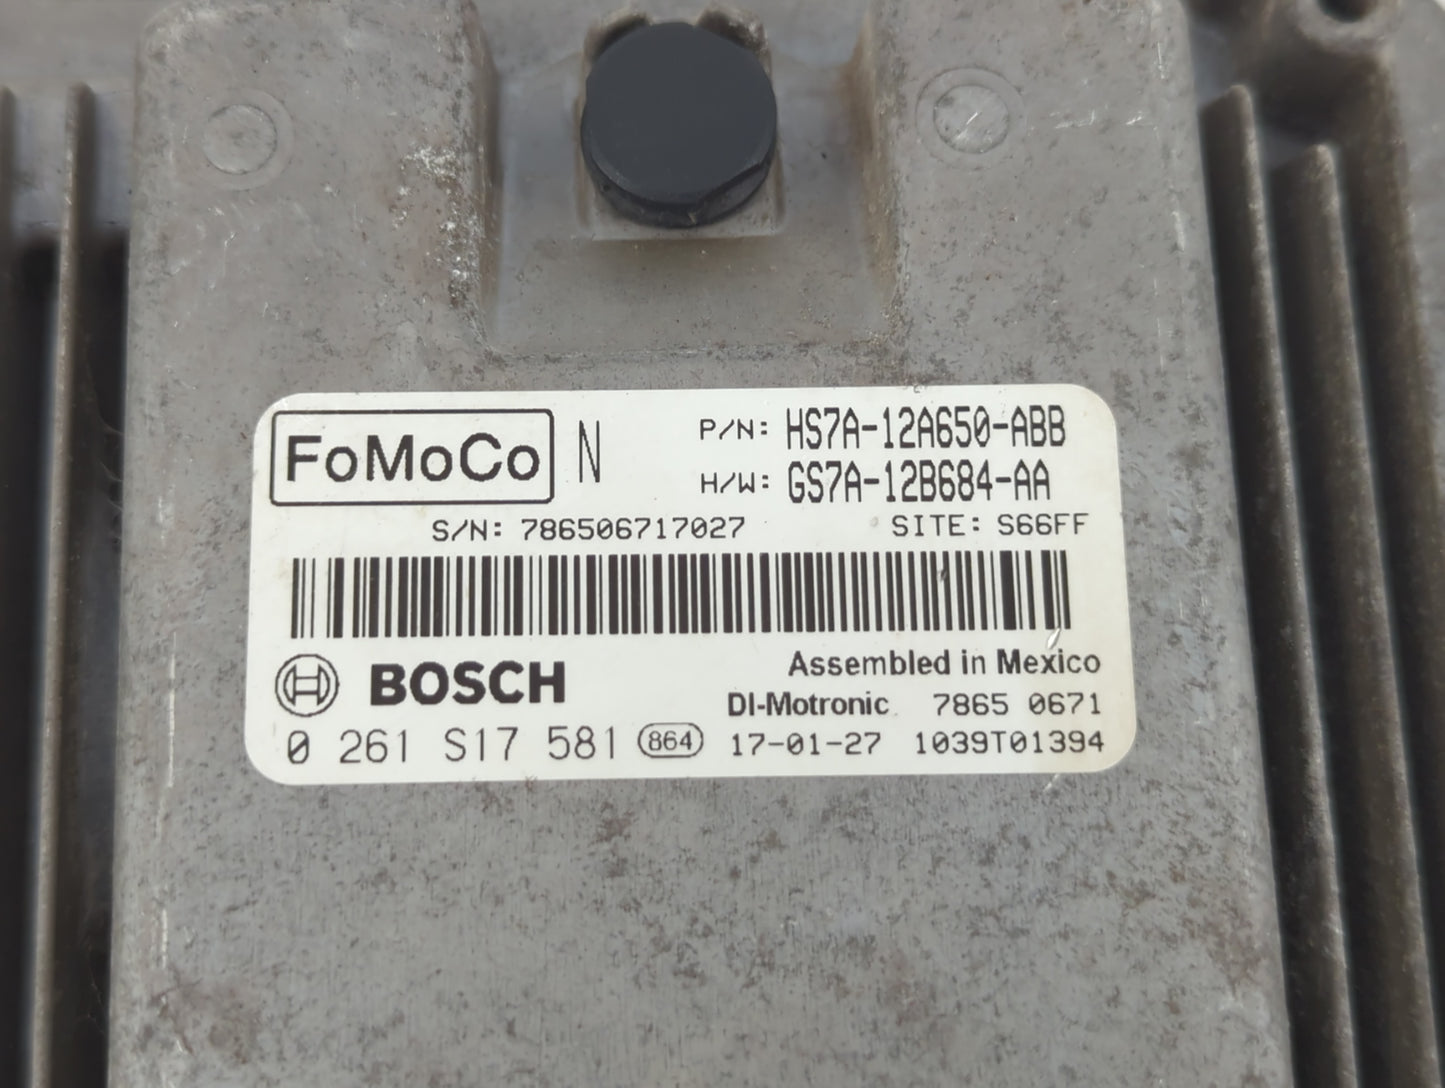 FoMoCo N P/N: HS7A-12A650-ABB
H/W: GS7A-12B684-AA
S/N: 786506717027 SITE: S66FF
BOSCH Assembled in Mexico
DI-Motronic 7865 0671
0 261 S17 581 864 17-01-27 1039T01394